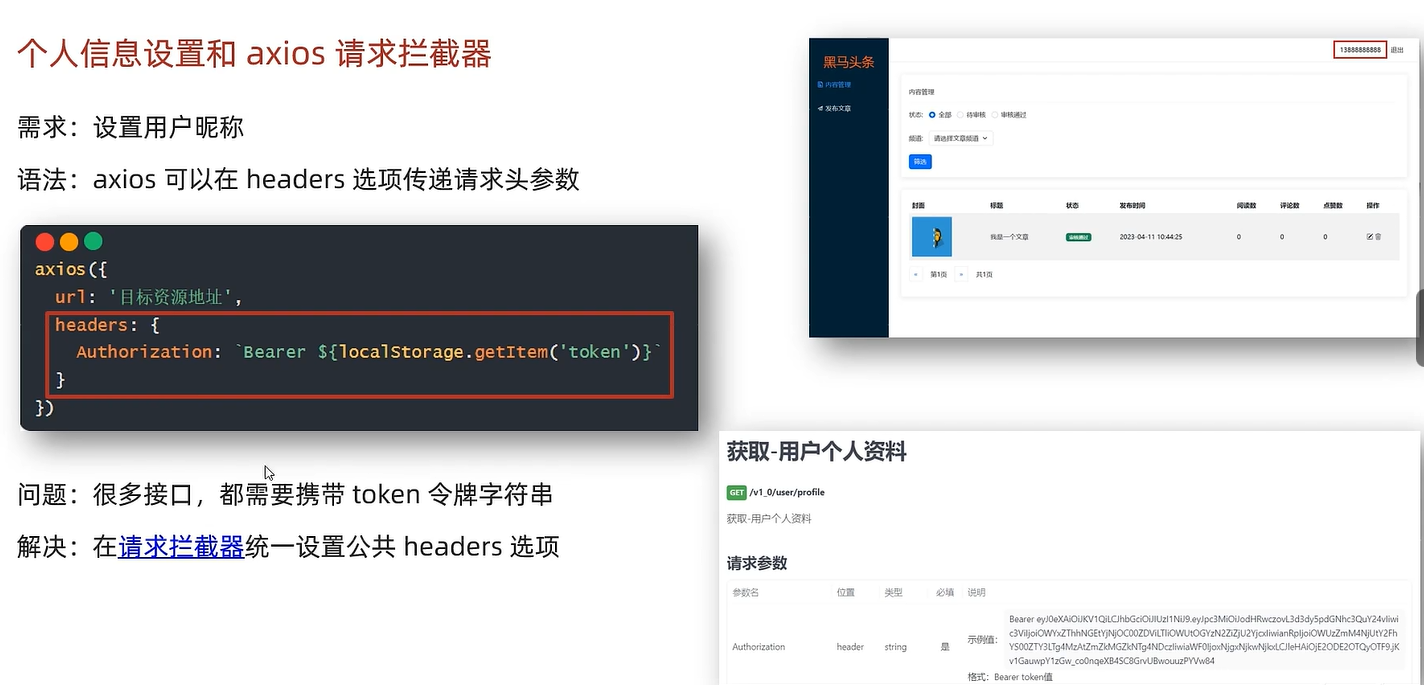 个人信息设置和 axios 请求拦截器
需求：设置用户昵称
语法：axios 可以在 headers 选项传递请求头参数
axios({
url: '目标资源地址',
headers: {
Authorization: `Bearer ${localStorage.getItem('token')}`
}
})
问题：很多接口，都需要携带 token 令牌字符串
解决：在请求拦截器统一设置公共 headers 选项
黑马头条
内容管理
发布文章
13888888888 退出
内容管理
状态: 全部 待审核 审核通过
频道: 请选择文章频道
筛选
封面 标题 状态 发布时间 阅读数 评论数 点赞数 操作
我是一个文章 审核通过 2023-04-11 10:44:25 0 0 0
« 第1页 » 共1页
获取-用户个人资料
GET /v1_0/user/profile
获取-用户个人资料
请求参数
参数名 位置 类型 必填 说明
Authorization header string 是 示例值: Bearer
格式: Bearer token值